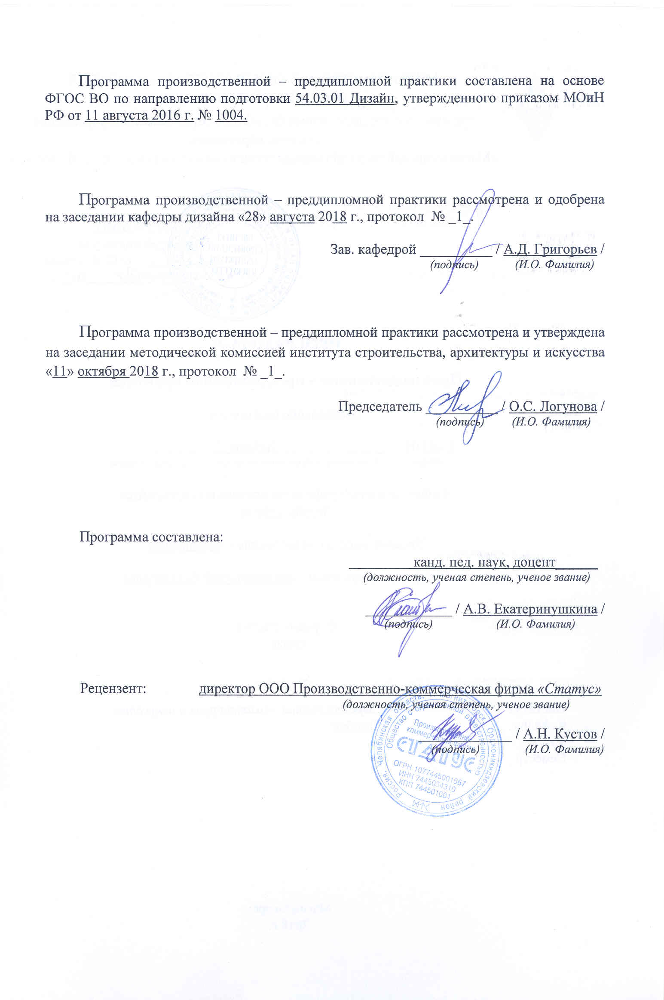 Программа производственной – преддипломной практики составлена на основе
ФГОС ВО по направлению подготовки 54.03.01 Дизайн, утвержденного приказом МОиН
РФ от 11 августа 2016 г. № 1004.
Программа производственной – преддипломной практики рассмотрена и одобрена
на заседании кафедры дизайна «28» августа 2018 г., протокол № _1_.
Зав. кафедрой __________ / А.Д. Григорьев /
(подпись) (И.О. Фамилия)
Программа производственной – преддипломной практики рассмотрена и утверждена
на заседании методической комиссией института строительства, архитектуры и искусства
«11» октября 2018 г., протокол № _1_.
Председатель __________ / О.С. Логунова /
(подпись) (И.О. Фамилия)
Программа составлена:
_________канд. пед. наук, доцент______
(должность, ученая степень, ученое звание)
____________ / А.В. Екатеринушкина /
(подпись) (И.О. Фамилия)
Рецензент: директор ООО Производственно-коммерческая фирма «Статус»
(должность, ученая степень, ученое звание)
_____________ / А.Н. Кустов /
(подпись) (И.О. Фамилия)
Россия, Челябинская область, г. Магнитогорск, Орджоникидзевский район
Общество с ограниченной ответственностью
Производственно-
коммерческая фирма
СТАТУС
ОГРН 1077445001567
ИНН 7445034310
КПП 744501001